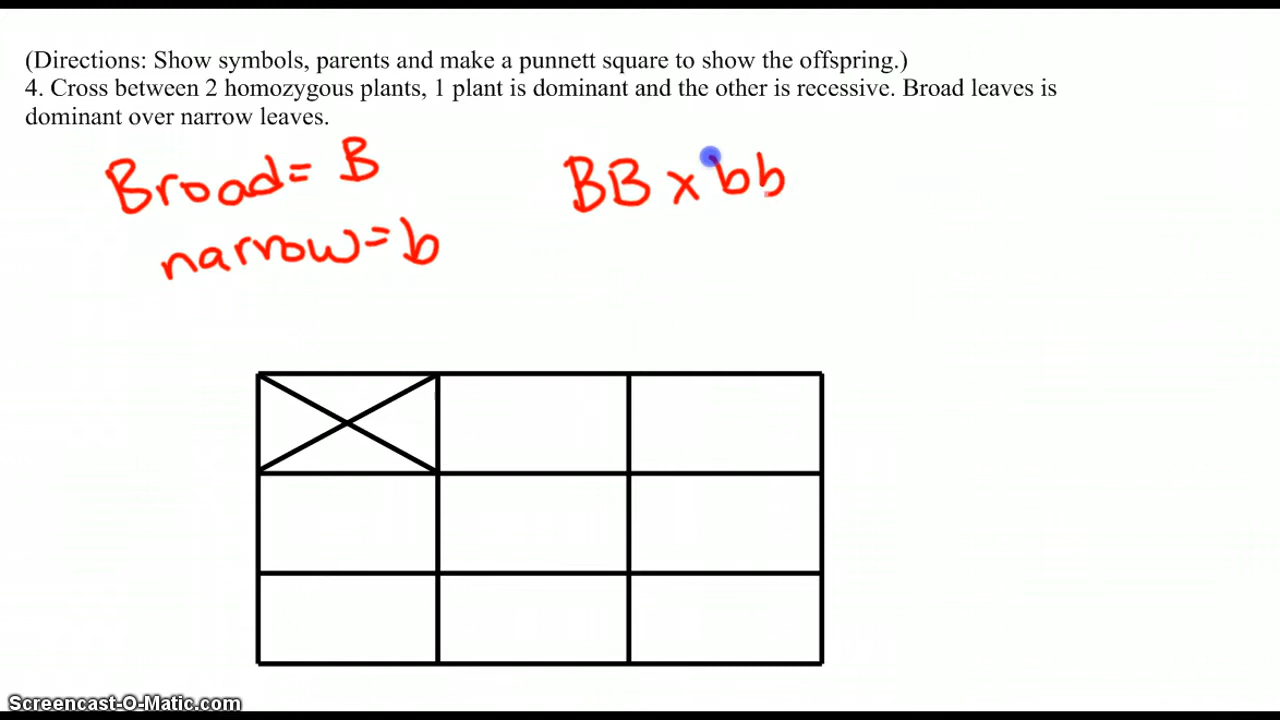 (Directions: Show symbols, parents and make a punnett square to show the offspring.)
4. Cross between 2 homozygous plants, 1 plant is dominant and the other is recessive. Broad leaves is
dominant over narrow leaves.
Broad = B
BB x bb
narrow = b
Screencast-O-Matic.com